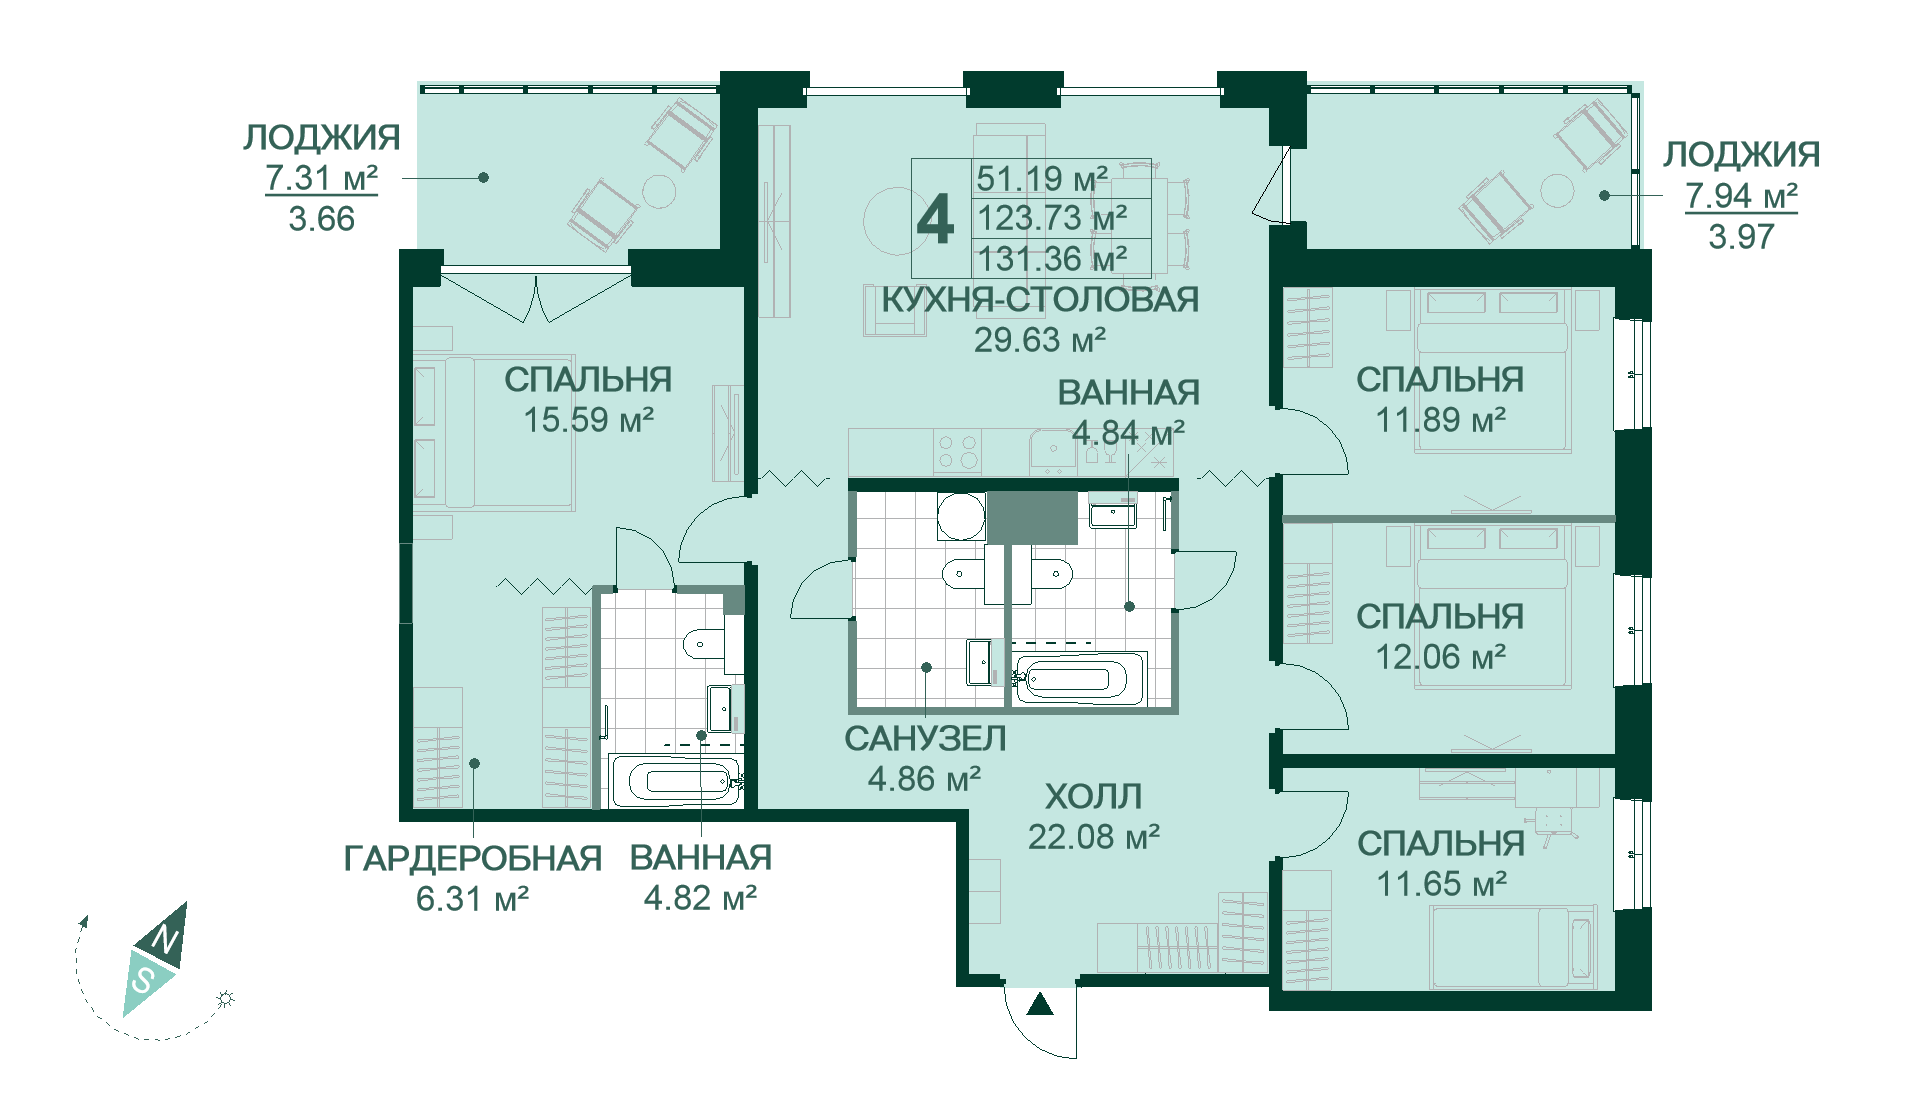 ЛОДЖИЯ
7.31 м²
3.66
4
51.19 м²
123.73 м²
131.36 м²
ЛОДЖИЯ
7.94 м²
3.97
КУХНЯ-СТОЛОВАЯ
29.63 м²
СПАЛЬНЯ
15.59 м²
ВАННАЯ
4.84 м²
СПАЛЬНЯ
11.89 м²
СПАЛЬНЯ
12.06 м²
САНУЗЕЛ
4.86 м²
ХОЛЛ
22.08 м²
СПАЛЬНЯ
11.65 м²
ГАРДЕРОБНАЯ
6.31 м²
ВАННАЯ
4.82 м²
N
S